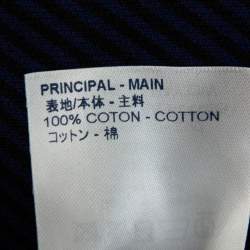 PRINCIPAL - MAIN
表地/本体 - 主料
100% COTON - COTTON
コットン - 棉